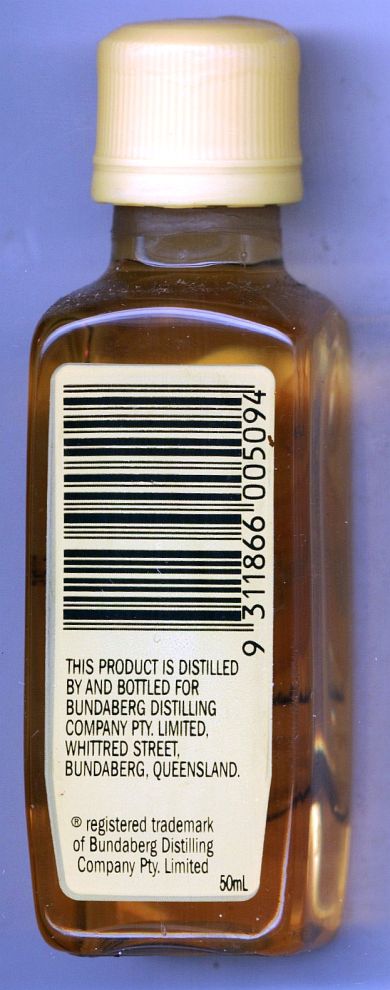 9 311866 005094
THIS PRODUCT IS DISTILLED
BY AND BOTTLED FOR
BUNDABERG DISTILLING
COMPANY PTY. LIMITED,
WHITTRED STREET,
BUNDABERG, QUEENSLAND.
® registered trademark
of Bundaberg Distilling
Company Pty. Limited
50mL